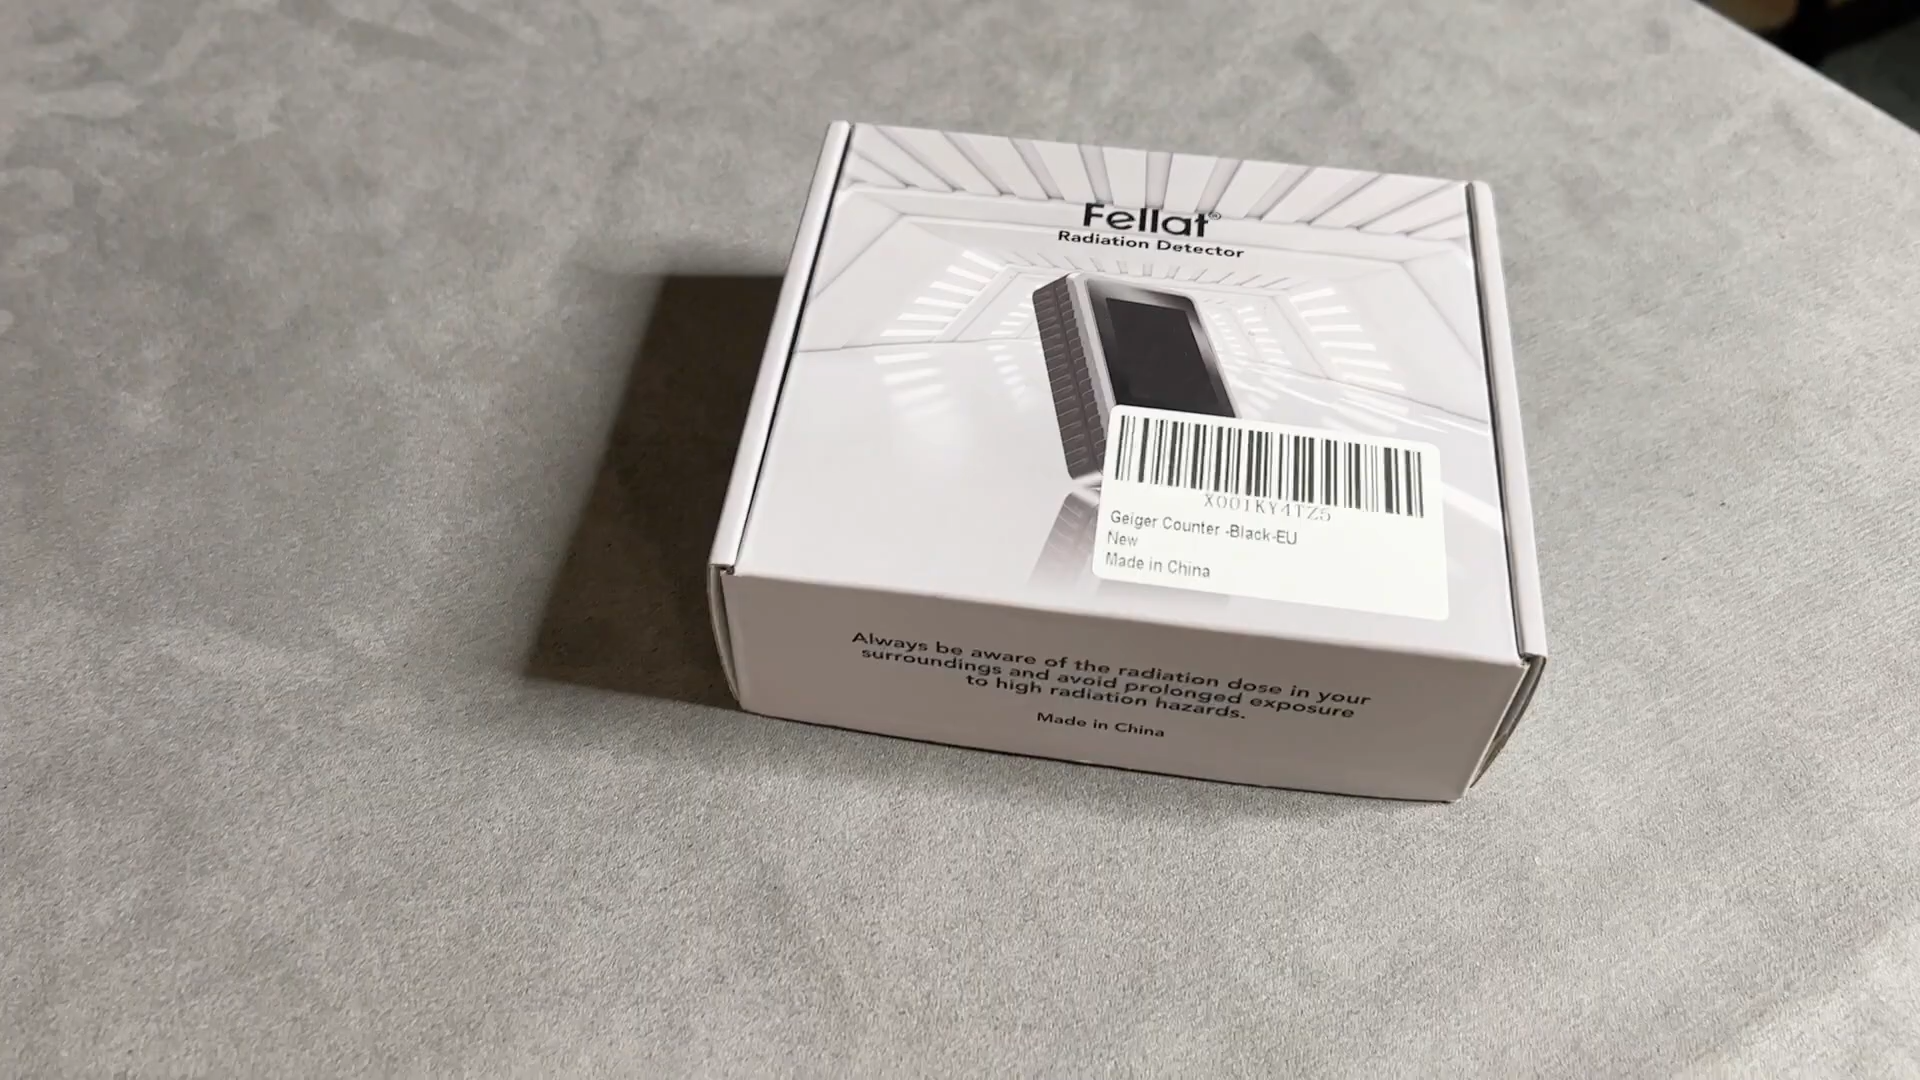 Fellat®
Radiation Detector
X001KY4TZ5
Geiger Counter -Black-EU
New
Made in China
Always be aware of the radiation dose in your
surroundings and avoid prolonged exposure
to high radiation hazards.
Made in China